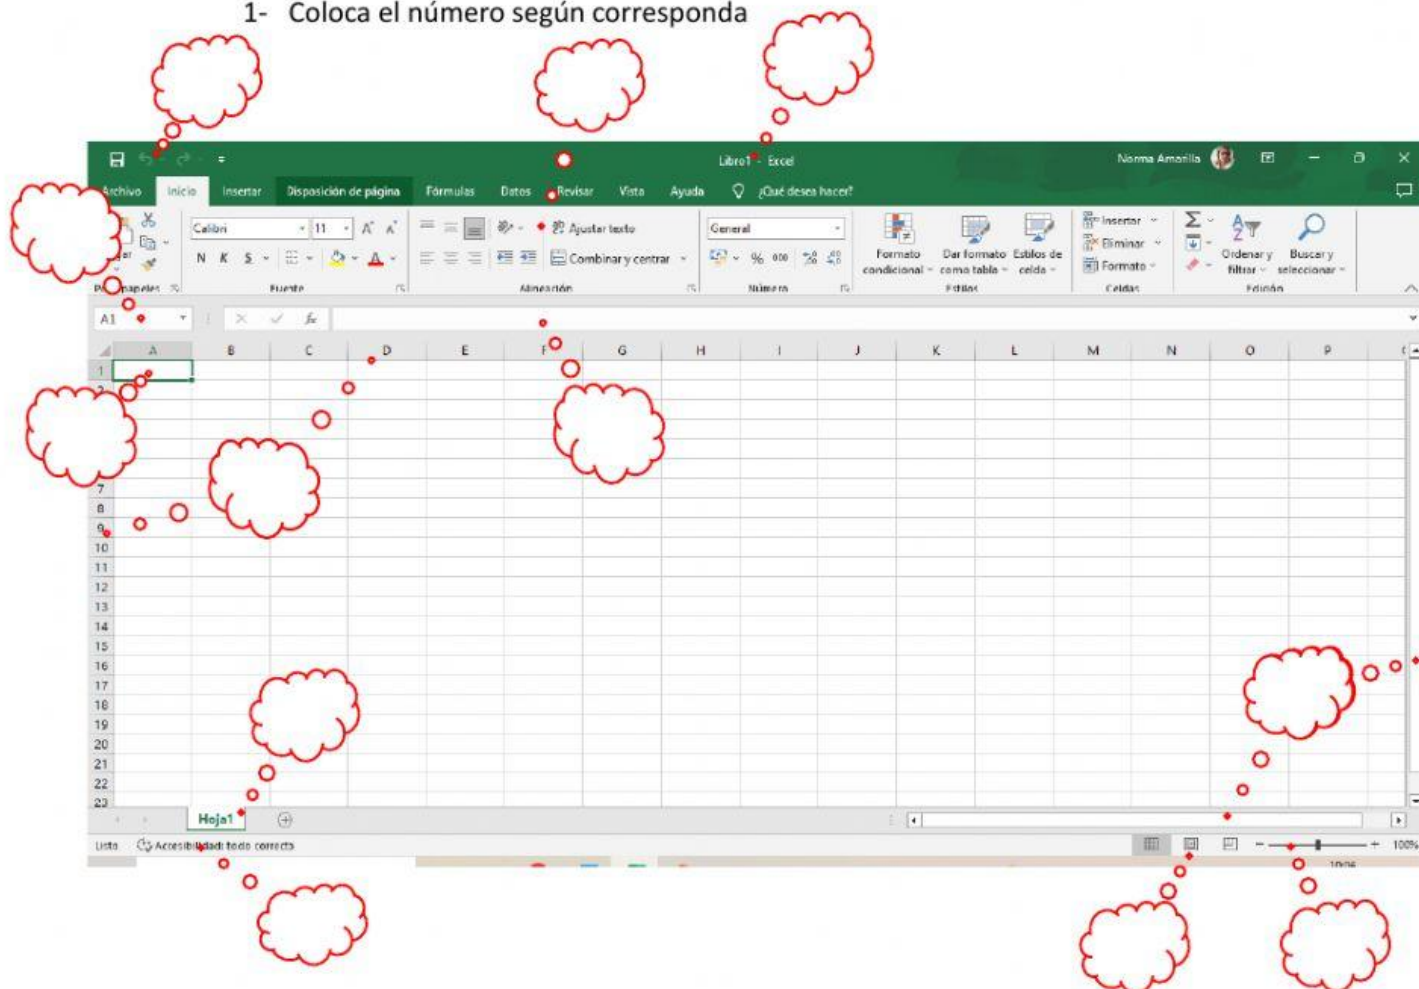 1- Coloca el número según corresponda
Libro1 - Excel
Norma Amarilla
Archivo Inicio Insertar Disposición de página Fórmulas Datos Revisar Vista Ayuda ¿Qué desea hacer?
Calibri 11 Ajustar texto General Insertar
Eliminar
N K S A Combinar y centrar % 000 Formato condicional Dar formato como tabla Estilos de celda Formato Ordenar y filtrar Buscar y seleccionar
Fuente Alineación Número Estilos Celdas Edición
A1 fx
A B C D E F G H I J K L M N O P
1
7
8
9
10
11
12
13
14
15
16
17
18
19
20
21
22
23
Hoja1
Listo Accesibilidad: todo correcto 100%
10:06